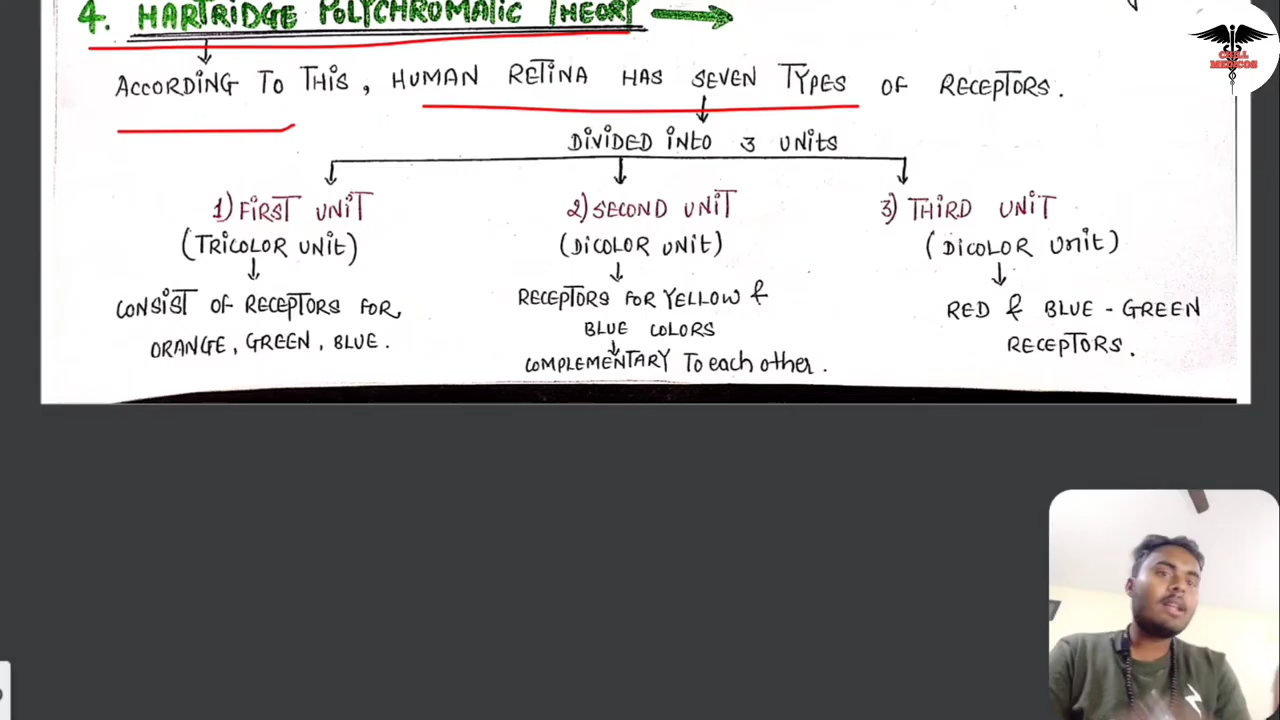 4. HARTRIDGE POLYCHROMATIC THEORY
ACCORDING TO THIS, HUMAN RETINA HAS SEVEN TYPES OF RECEPTORS.
DIVIDED INTO 3 UNITS
1) FIRST UNIT
(TRICOLOR UNIT)
CONSIST OF RECEPTORS FOR,
ORANGE, GREEN, BLUE.
2) SECOND UNIT
(DICOLOR UNIT)
RECEPTORS FOR YELLOW &
BLUE COLORS
COMPLEMENTARY To each other.
3) THIRD UNIT
(DICOLOR UNIT)
RED & BLUE-GREEN
RECEPTORS.
CHILL
MEDICOS